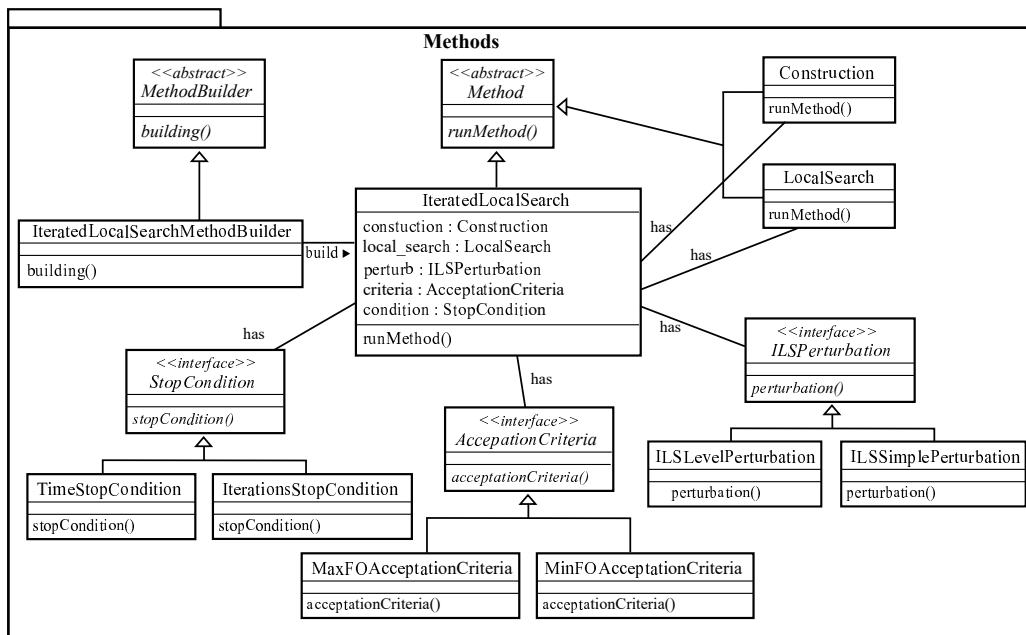 Methods
<<abstract>>
MethodBuilder
building()
<<abstract>>
Method
runMethod()
Construction
runMethod()
LocalSearch
runMethod()
IteratedLocalSearchMethodBuilder
building()
build ►
IteratedLocalSearch
constuction : Construction
local_search : LocalSearch
perturb : ILSPerturbation
criteria : AcceptationCriteria
condition : StopCondition
runMethod()
has
has
has
has
has
<<interface>>
StopCondition
stopCondition()
<<interface>>
AccepationCriteria
acceptationCriteria()
<<interface>>
ILSPerturbation
perturbation()
TimeStopCondition
stopCondition()
IterationsStopCondition
stopCondition()
ILSLevelPerturbation
perturbation()
ILSSimplePerturbation
perturbation()
MaxFOAcceptationCriteria
acceptationCriteria()
MinFOAcceptationCriteria
acceptationCriteria()